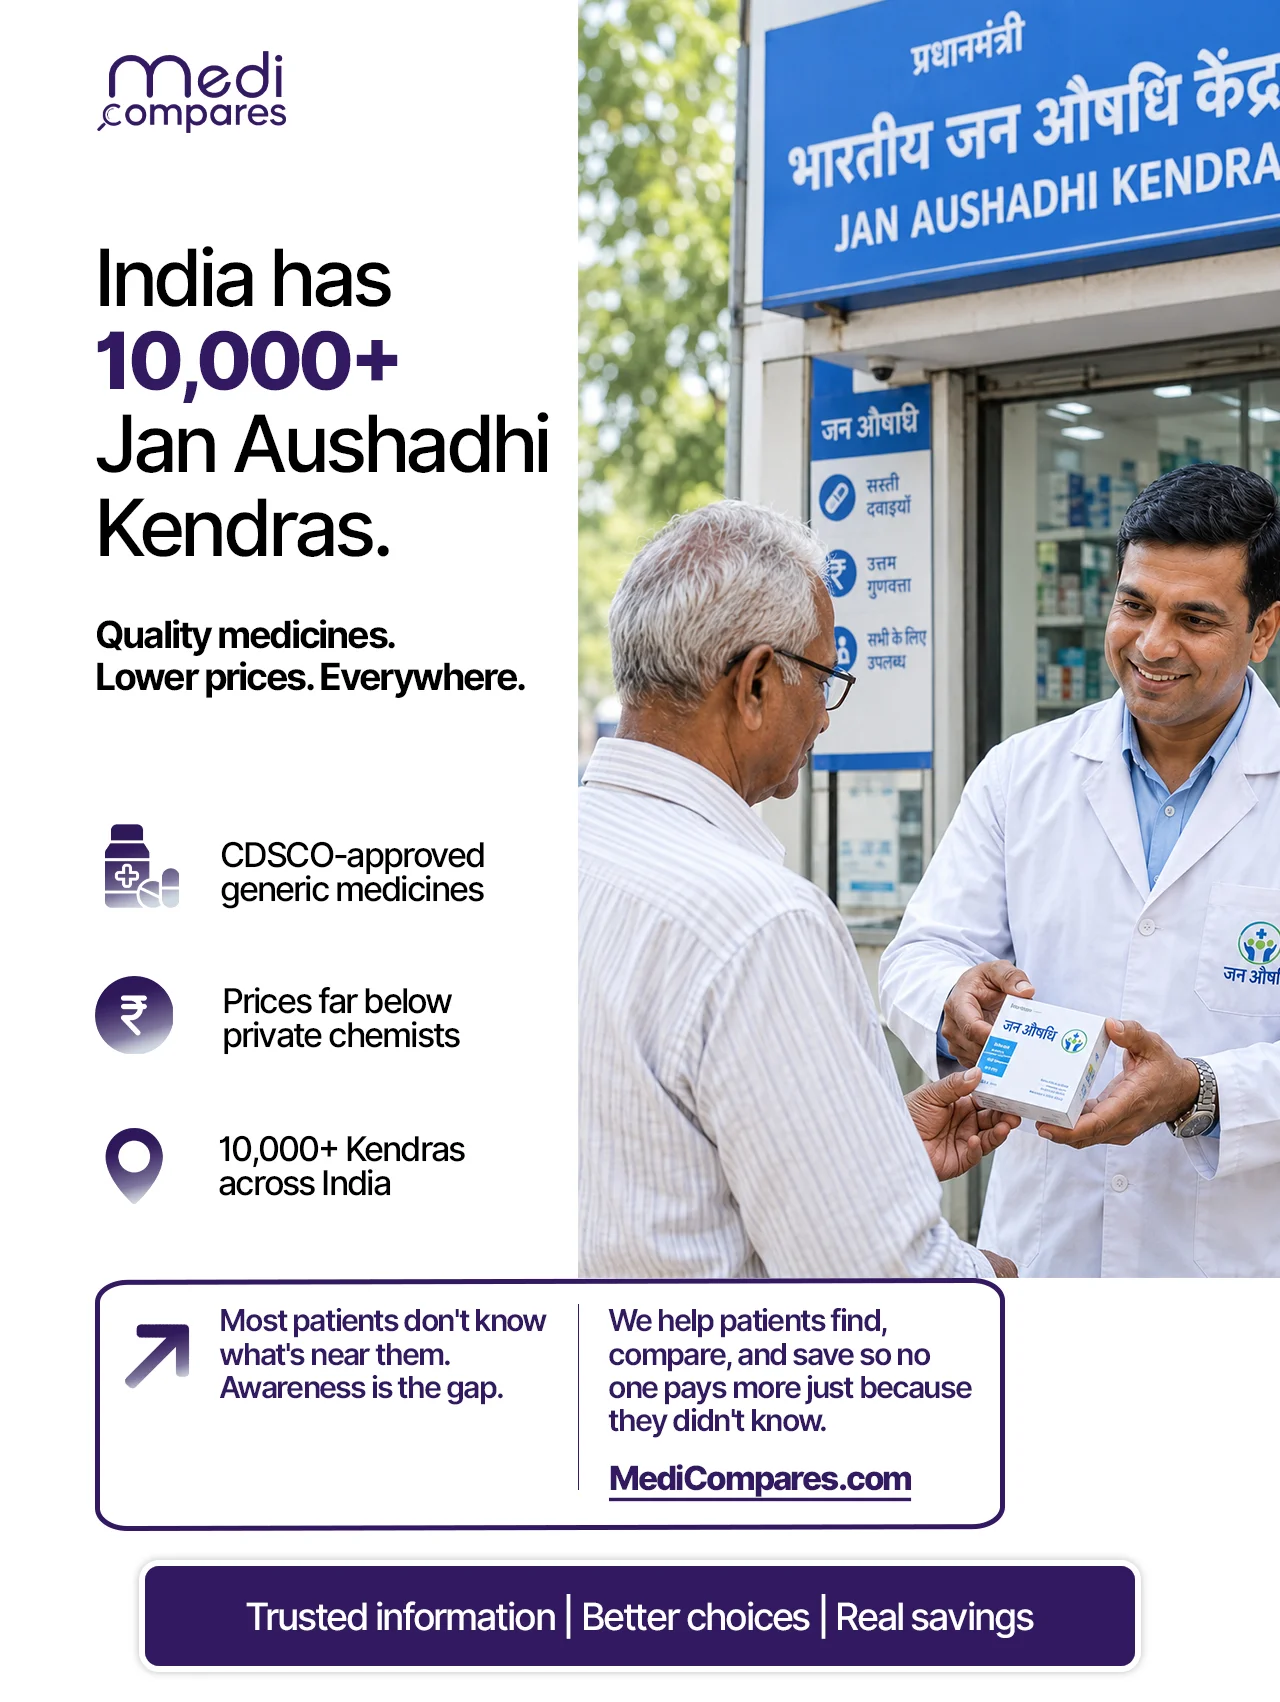 Medi
compares
India has
10,000+
Jan Aushadhi
Kendras.
Quality medicines.
Lower prices. Everywhere.
CDSCO-approved
generic medicines
Prices far below
private chemists
10,000+ Kendras
across India
प्रधानमंत्री
भारतीय जन औषधि केंद्र
JAN AUSHADHI KENDRA
जन औषाधि
सस्ती
दवाइयाँ
₹
उत्तम
गुणवत्ता
सभी के लिए
उपलब्ध
जन औषधि
Most patients don't know
what's near them.
Awareness is the gap.
We help patients find,
compare, and save so no
one pays more just because
they didn't know.
MediCompares.com
Trusted information | Better choices | Real savings